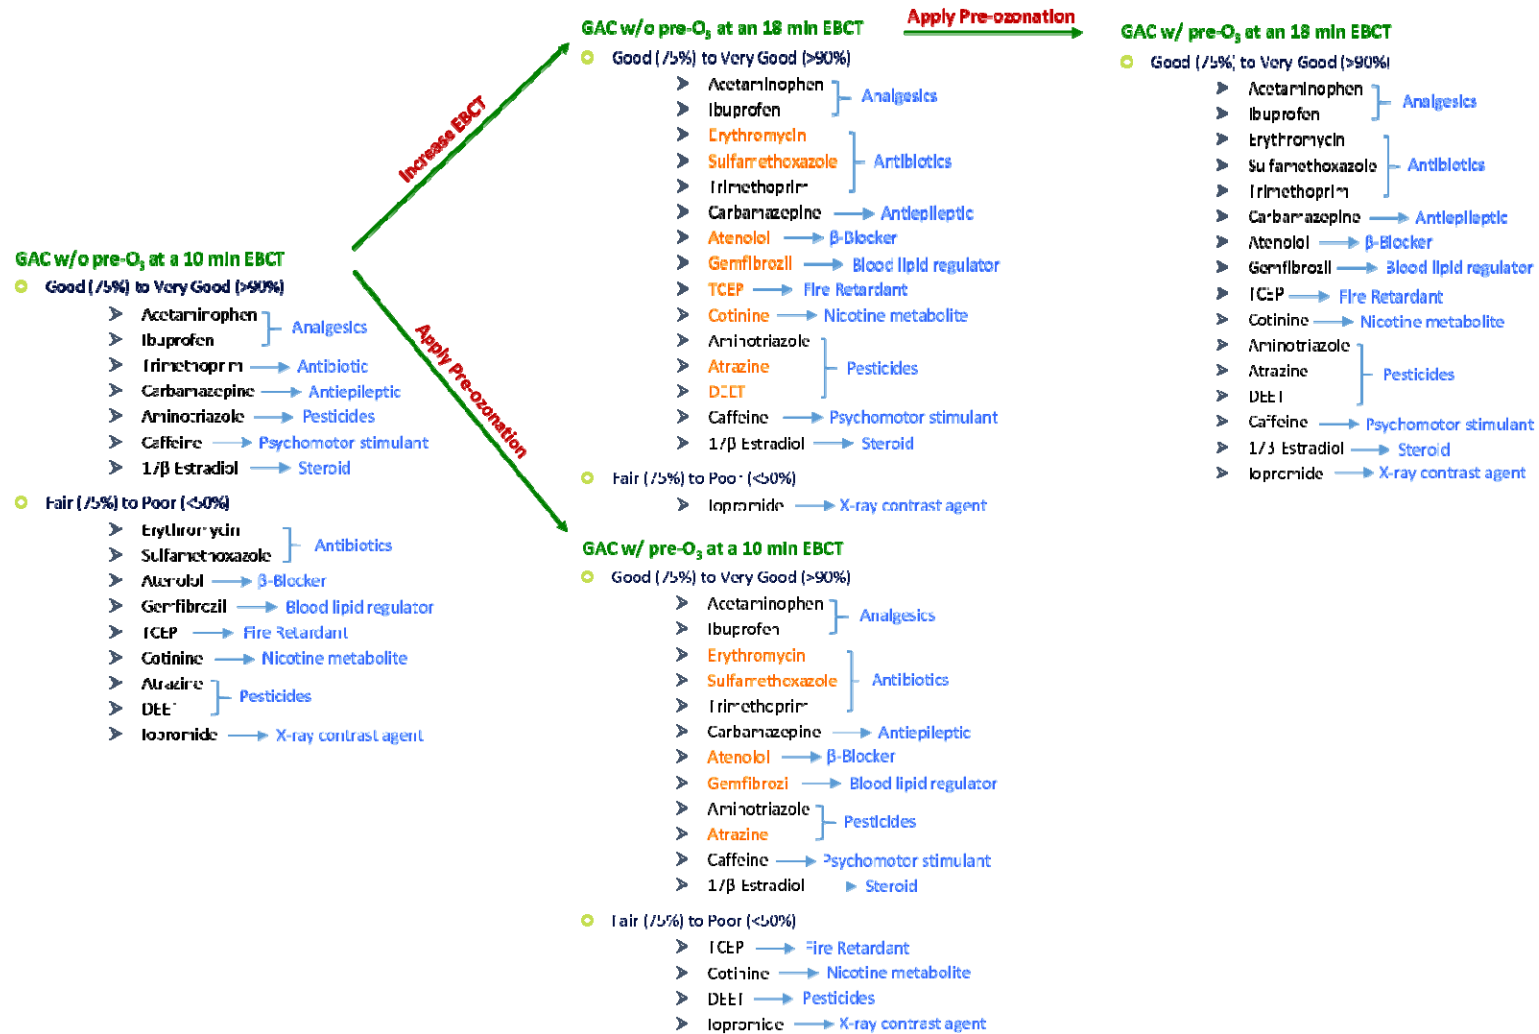 GAC w/o pre-O₃ at a 10 min EBCT
Good (75%) to Very Good (>90%)
Acetaminophen
Ibuprofen
Analgesics
Trimethoprim → Antibiotic
Carbamazepine → Antiepileptic
Aminotriazole → Pesticides
Caffeine → Psychomotor stimulant
17β Estradiol → Steroid
Fair (75%) to Poor (<50%)
Erythromycin
Sulfamethoxazole
Antibiotics
Atenolol → β-Blocker
Gemfibrozil → Blood lipid regulator
TCEP → Fire Retardant
Cotinine → Nicotine metabolite
Atrazine
DEET
Pesticides
Iopromide → X-ray contrast agent
Increase EBCT
Apply Pre-ozonation
GAC w/o pre-O₃ at an 18 min EBCT
Good (75%) to Very Good (>90%)
Acetaminophen
Ibuprofen
Analgesics
Erythromycin
Sulfamethoxazole
Trimethoprim
Antibiotics
Carbamazepine → Antiepileptic
Atenolol → β-Blocker
Gemfibrozil → Blood lipid regulator
TCEP → Fire Retardant
Cotinine → Nicotine metabolite
Aminotriazole
Atrazine
DEET
Pesticides
Caffeine → Psychomotor stimulant
17β Estradiol → Steroid
Fair (75%) to Poor (<50%)
Iopromide → X-ray contrast agent
GAC w/ pre-O₃ at a 10 min EBCT
Good (75%) to Very Good (>90%)
Acetaminophen
Ibuprofen
Analgesics
Erythromycin
Sulfamethoxazole
Trimethoprim
Antibiotics
Carbamazepine → Antiepileptic
Atenolol → β-Blocker
Gemfibrozi → Blood lipid regulator
Aminotriazole
Atrazine
Pesticides
Caffeine → Psychomotor stimulant
17β Estradiol Steroid
Fair (75%) to Poor (<50%)
TCEP → Fire Retardant
Cotinine → Nicotine metabolite
DEET → Pesticides
Iopromide → X-ray contrast agent
Apply Pre-ozonation
GAC w/ pre-O₃ at an 18 min EBCT
Good (75%) to Very Good (>90%)
Acetaminophen
Ibuprofen
Analgesics
Erythromycin
Sulfamethoxazole
Trimethoprim
Antibiotics
Carbamazepine → Antiepileptic
Atenolol → β-Blocker
Gemfibrozil → Blood lipid regulator
TCEP → Fire Retardant
Cotinine → Nicotine metabolite
Aminotriazole
Atrazine
DEET
Pesticides
Caffeine → Psychomotor stimulant
17β Estradiol → Steroid
Iopromide → X-ray contrast agent